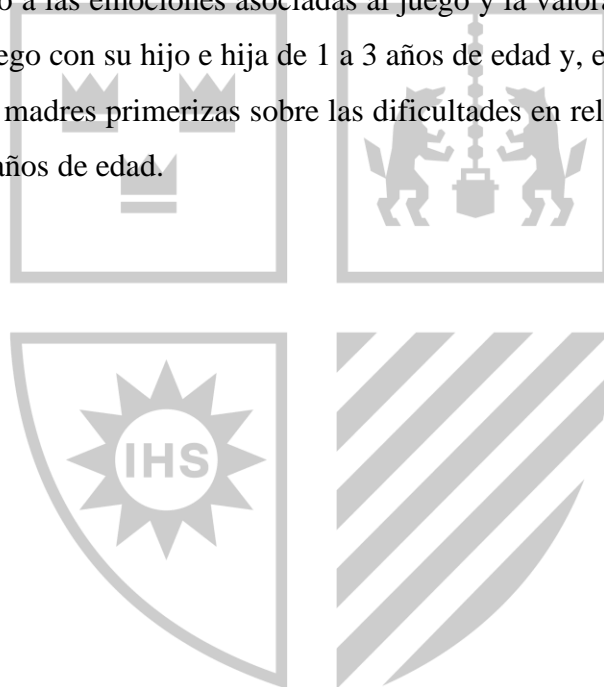 o a las emociones asociadas al juego y la valora
ego con su hijo e hija de 1 a 3 años de edad y, e
madres primerizas sobre las dificultades en rel
años de edad.
IHS